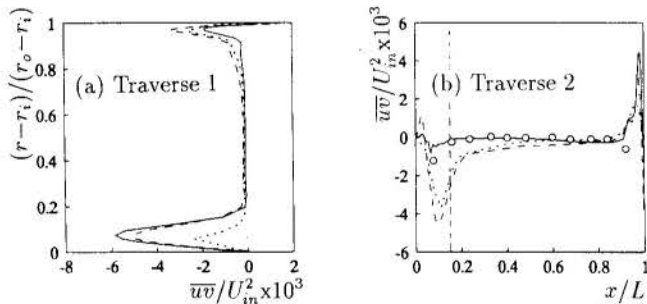 (r−r_i)/(r_o−r_i)
1
0.8
0.6
0.4
0.2
0
(a) Traverse 1
-8 -6 -4 -2 0 2
\overline{uv}/U_{in}^2 x10^3
\overline{uv}/U_{in}^2 x10^3
6
4
2
0
-2
-4
-6
(b) Traverse 2
0 0.2 0.4 0.6 0.8 1
x/L